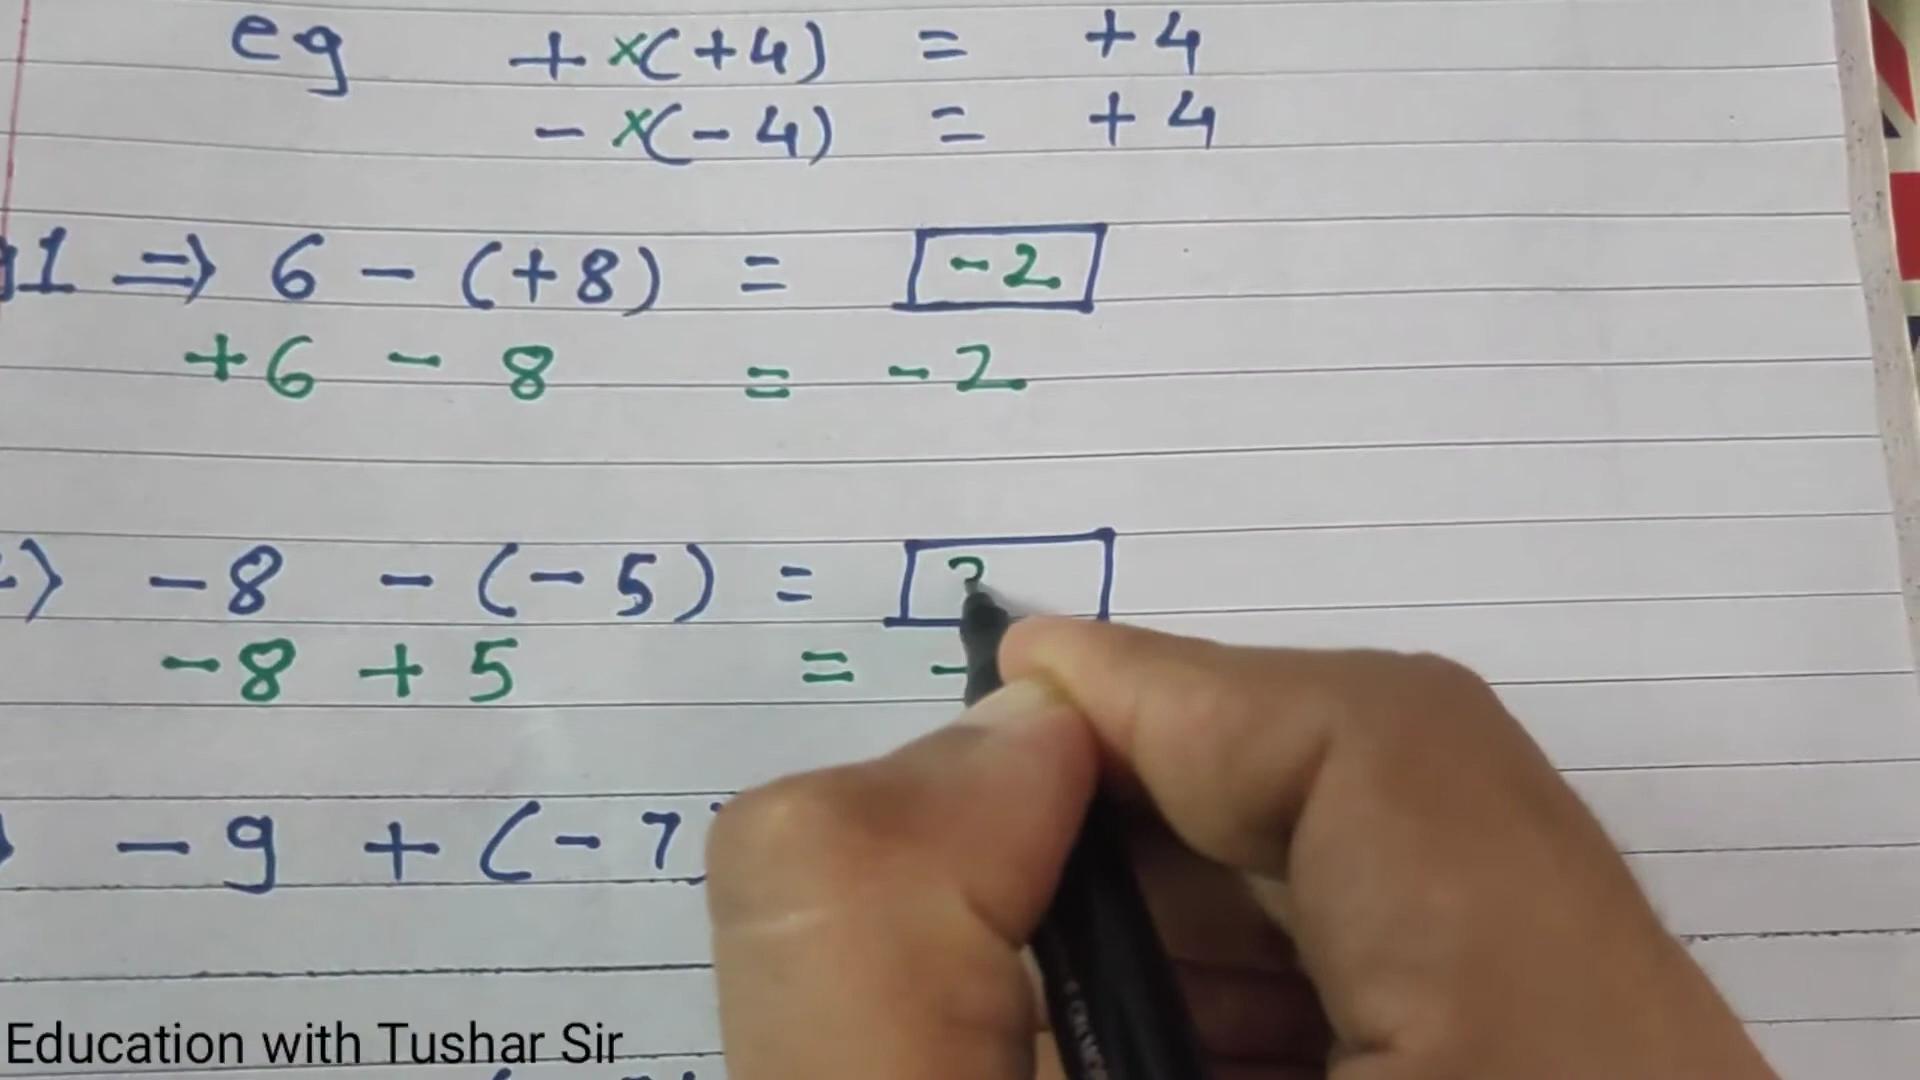 eg +×(+4) = +4
-×(-4) = +4
1 ⇒ 6 - (+8) = -2
+6 - 8 = -2
-8 - (-5) = 3
-8 + 5 = -
-9 + (-7)
Education with Tushar Sir